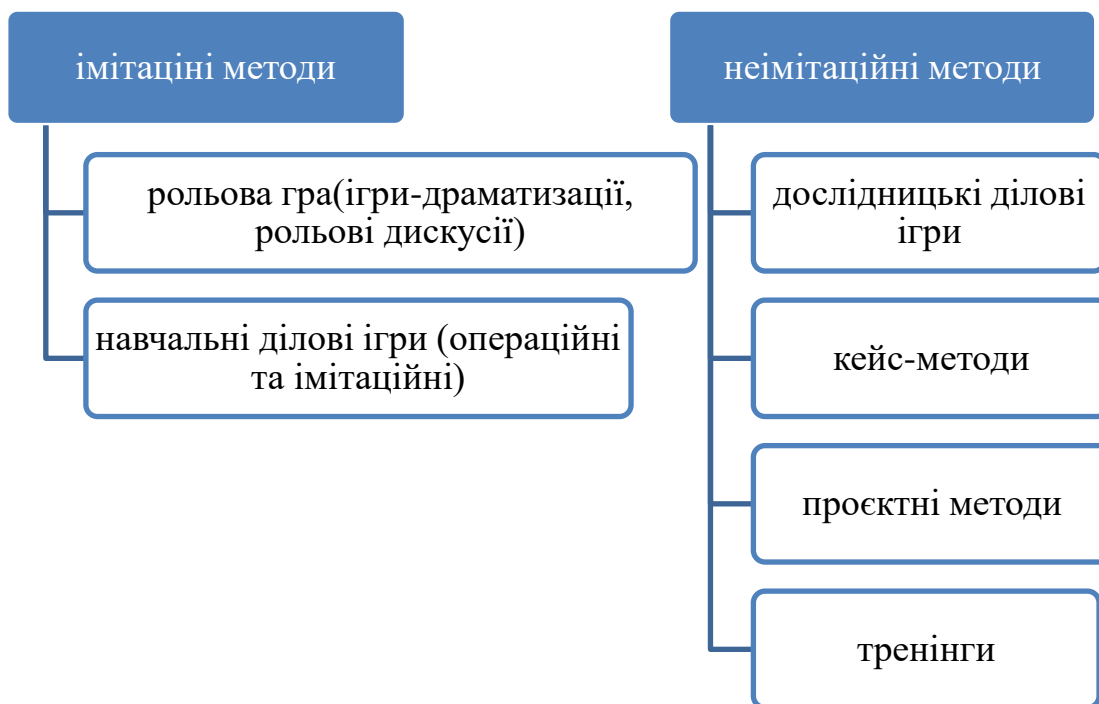 імітаціні методи
рольова гра(ігри-драматизації,
рольові дискусії)
навчальні ділові ігри (операційні
та імітаційні)
неімітаційні методи
дослідницькі ділові
ігри
кейс-методи
проєктні методи
тренінги